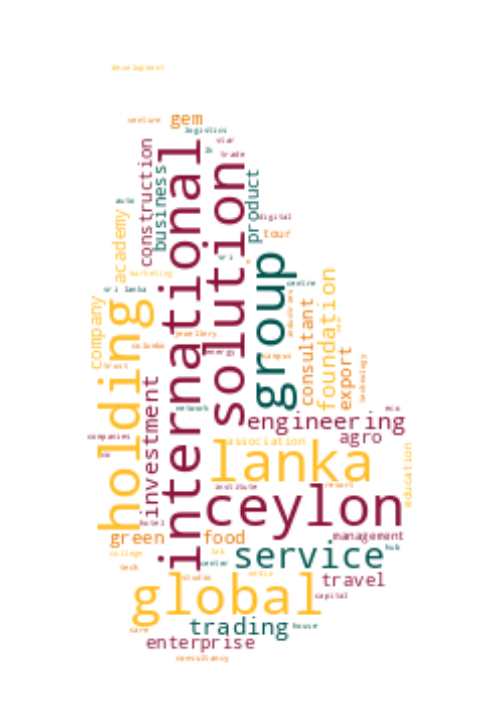 development
venture
gem
logistics
star
lk
trade
construction
business
international
solution
product
auto
academy
digital
tour
group
sri
marketing
centre
sri lanka
holding
company
foundation
consultant
industries
jewellery
colombo
energy
campus
export
technology
trust
investment
network
engineering
agro
companies
association
lanka
education
institute
resort
ceylon
hotel
green
food
management
service
hub
college
lab
center
tech
studio
media
travel
global
capital
care
trading
house
enterprise
consultancy